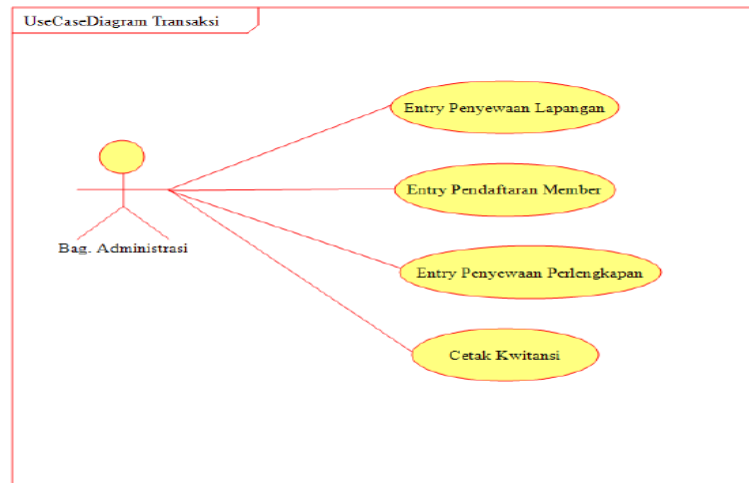 UseCaseDiagram Transaksi
Entry Penyewaan Lapangan
Entry Pendaftaran Member
Bag. Administrasi
Entry Penyewaan Perlengkapan
Cetak Kwitansi